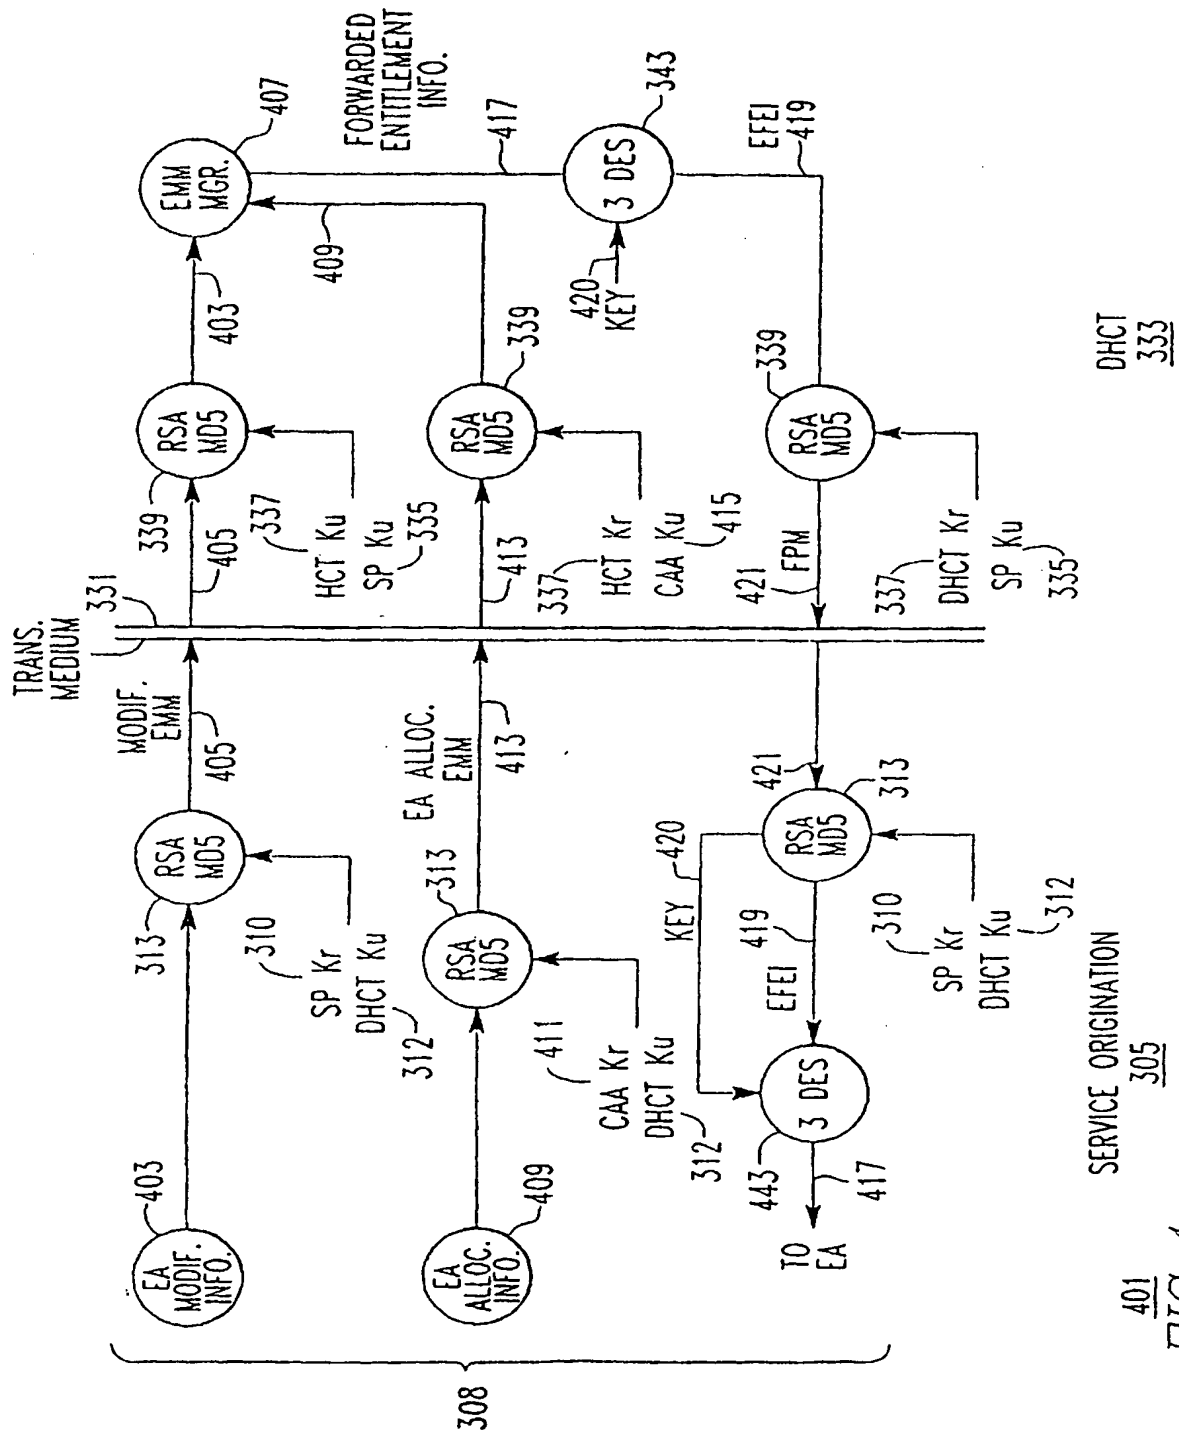 308
EA
MODIF.
INFO.
403
313
RSA
MD5
310
SP Kr
DHCT Ku
312
MODIF.
EMM
405
TRANS.
MEDIUM
331
405
339
RSA
MD5
337
HCT Ku
SP Ku
335
403
EMM
MGR.
407
EA
ALLOC.
INFO.
409
RSA
MD5
313
411
CAA Kr
DHCT Ku
312
EA ALLOC.
EMM
413
413
RSA
MD5
339
337
HCT Kr
CAA Ku
415
409
FORWARDED
ENTITLEMENT
INFO.
417
3 DES
343
420
KEY
EFEI
419
339
RSA
MD5
337
DHCT Kr
SP Ku
335
421
FPM
421
RSA
MD5
313
310
SP Kr
DHCT Ku
312
KEY
420
EFEI
419
3 DES
443
417
TO
EA
401
SERVICE ORIGINATION
305
DHCT
333